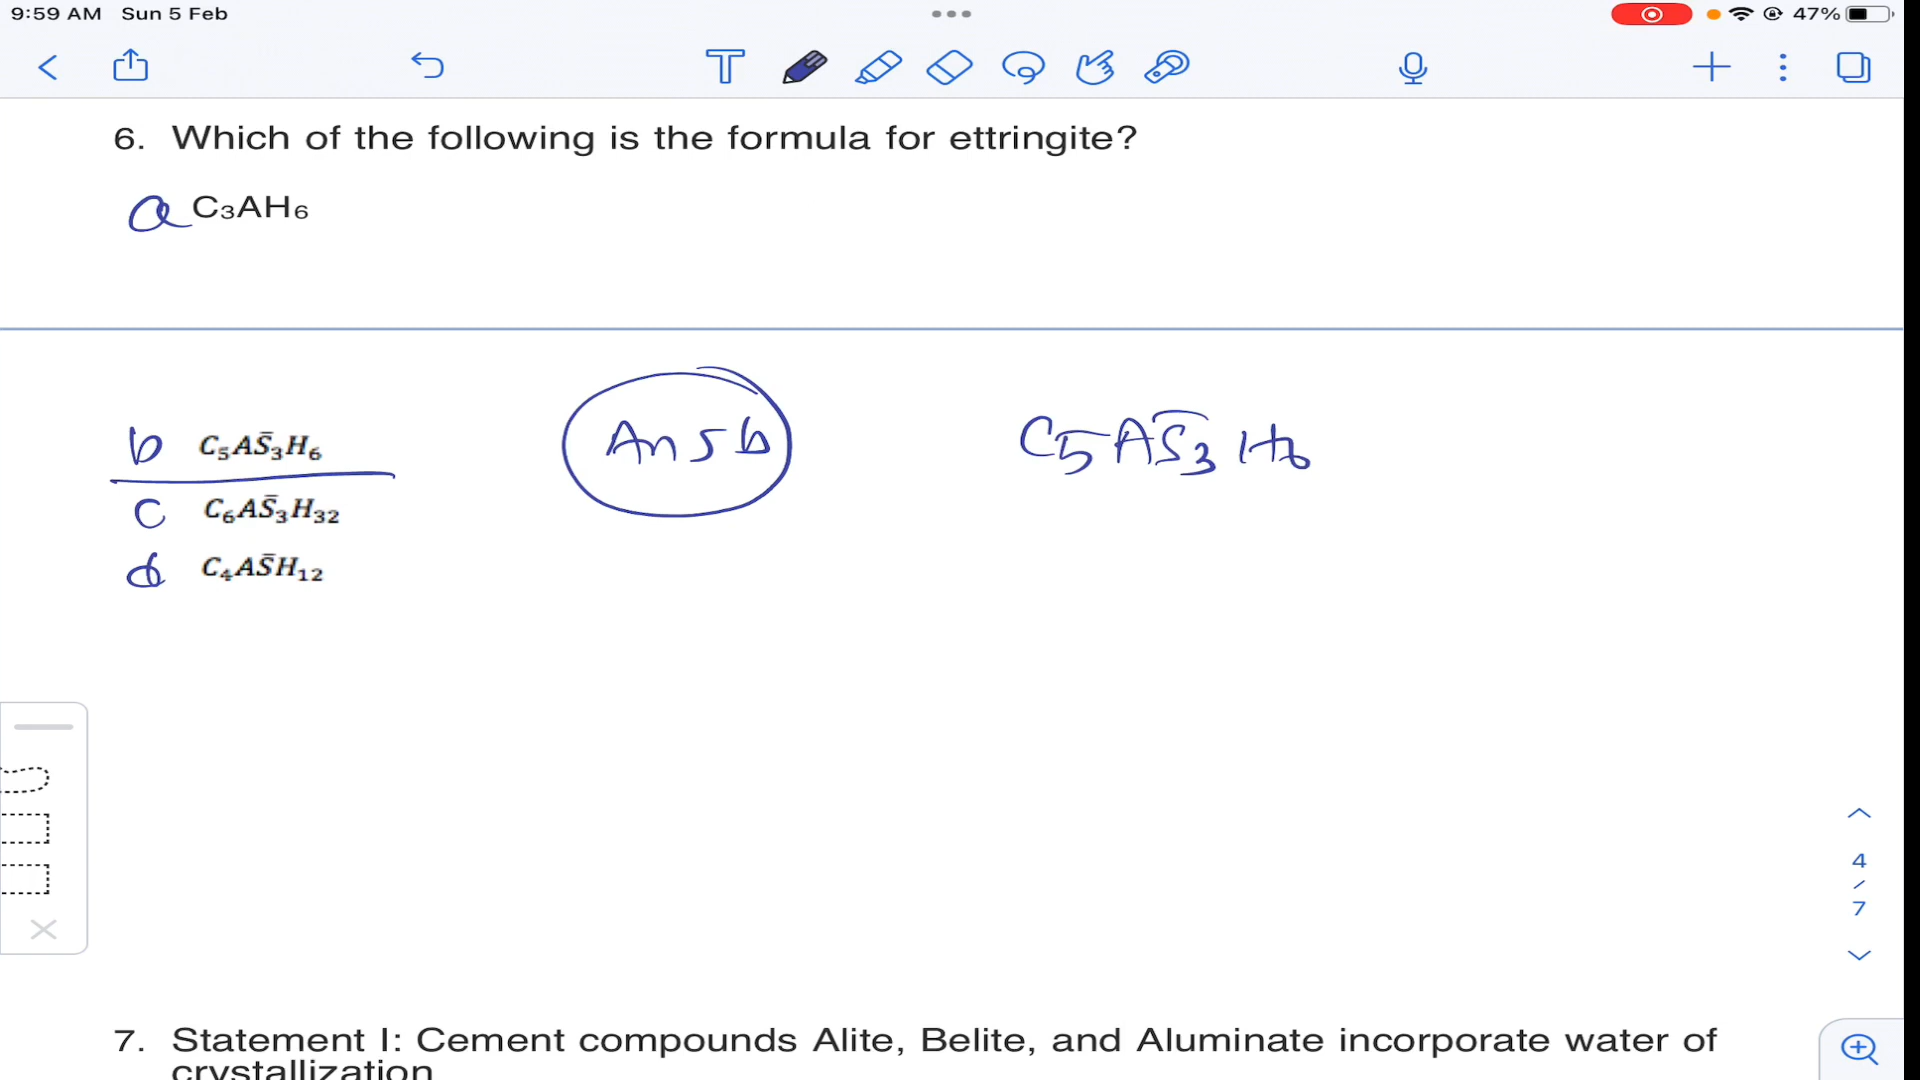 9:59 AM Sun 5 Feb
47%
T
6. Which of the following is the formula for ettringite?
a C₃AH₆
b C₅AS̄₃H₆
Ans b
C₅AS̄₃H₆
c C₆AS̄₃H₃₂
d C₄AS̄H₁₂
4
/
7
7. Statement I: Cement compounds Alite, Belite, and Aluminate incorporate water of
crystallization